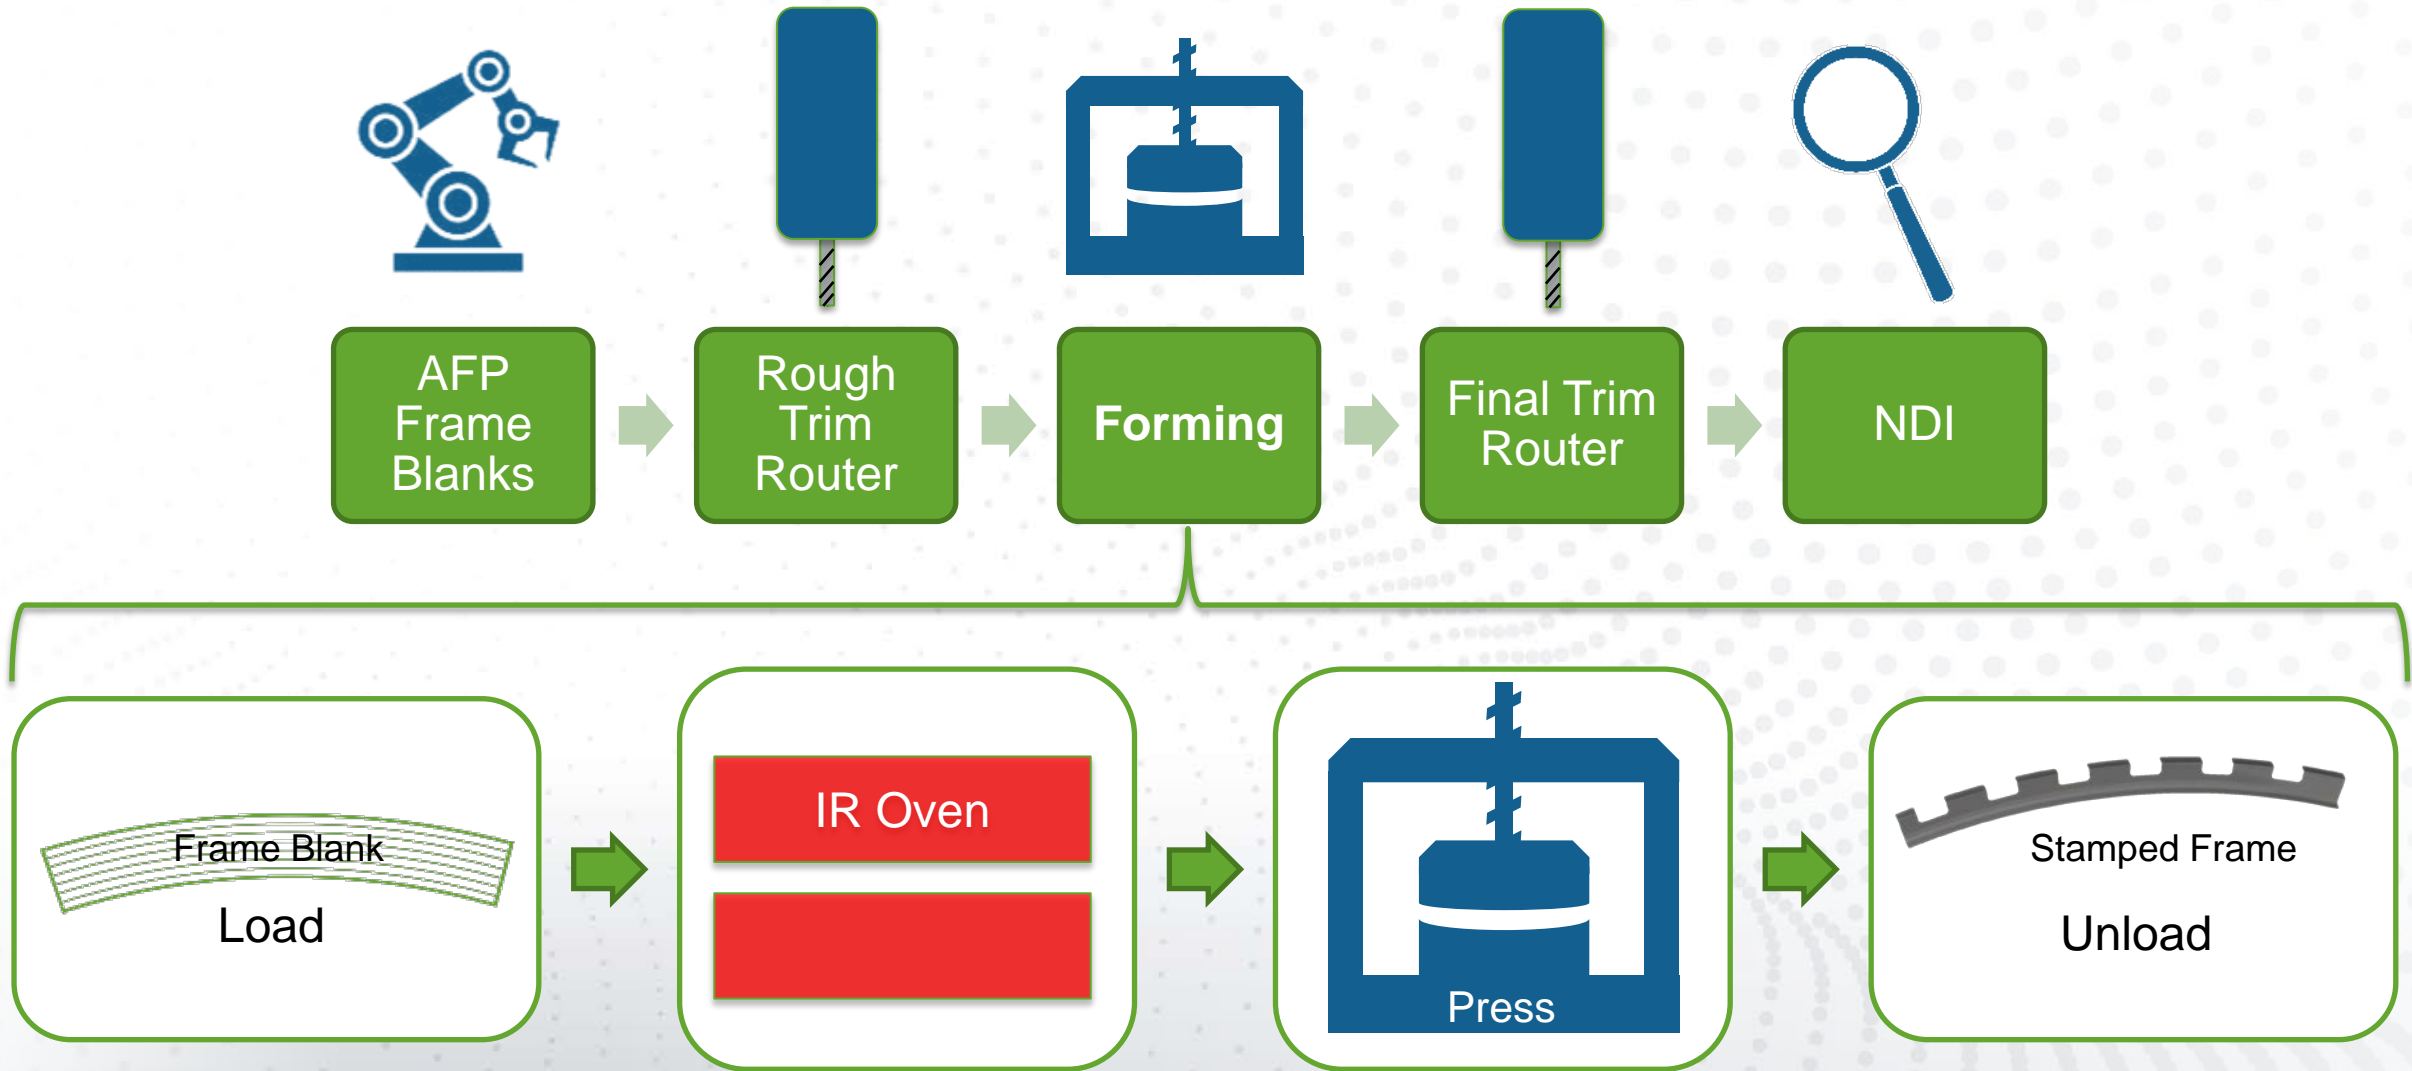 AFP
Frame
Blanks
Rough
Trim
Router
Forming
Final Trim
Router
NDI
Frame Blank
Load
IR Oven
Press
Stamped Frame
Unload